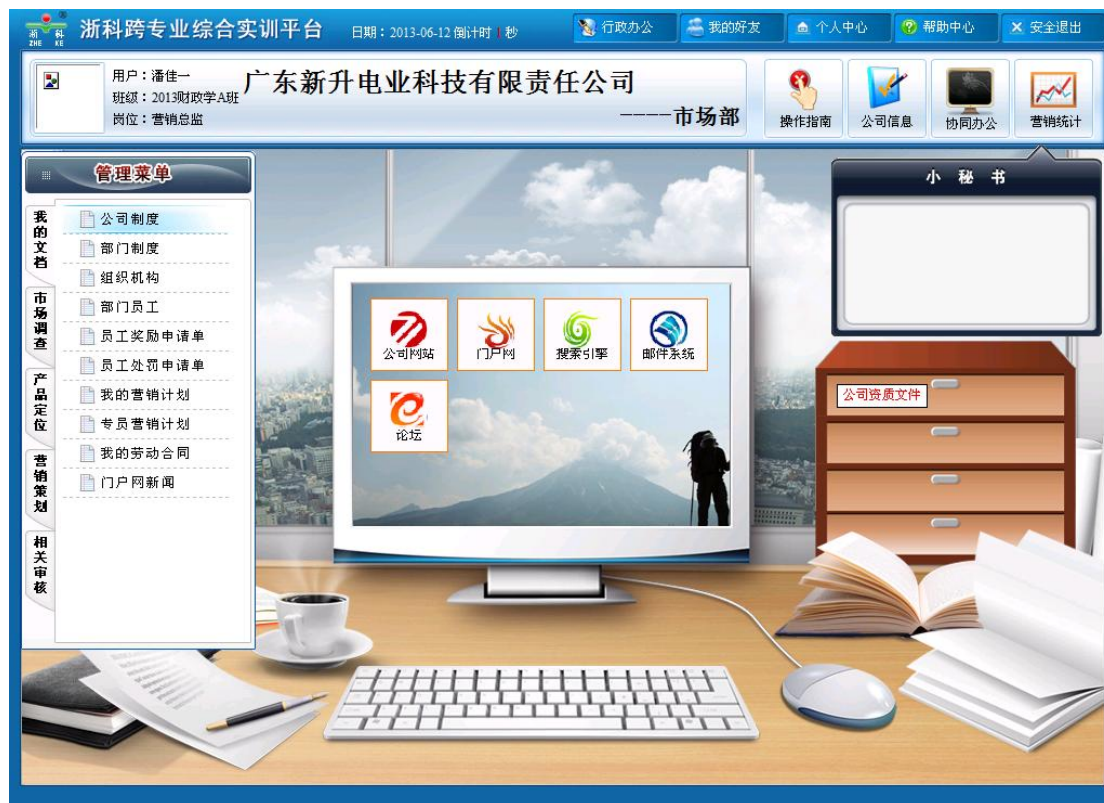 浙 科
ZHE KE
浙科跨专业综合实训平台
日期：2013-06-12 倒计时 秒
行政办公
我的好友
个人中心
帮助中心
安全退出
用户：潘佳一
班级：2013财政学A班
岗位：营销总监
广东新升电业科技有限责任公司
----市场部
操作指南
公司信息
协同办公
营销统计
管理菜单
我的文档
市场调查
产品定位
营销策划
相关审核
公司制度
部门制度
组织机构
部门员工
员工奖励申请单
员工处罚申请单
我的营销计划
专员营销计划
我的劳动合同
门户网新闻
公司网站
门户网
搜索引擎
邮件系统
论坛
小 秘 书
公司资质文件